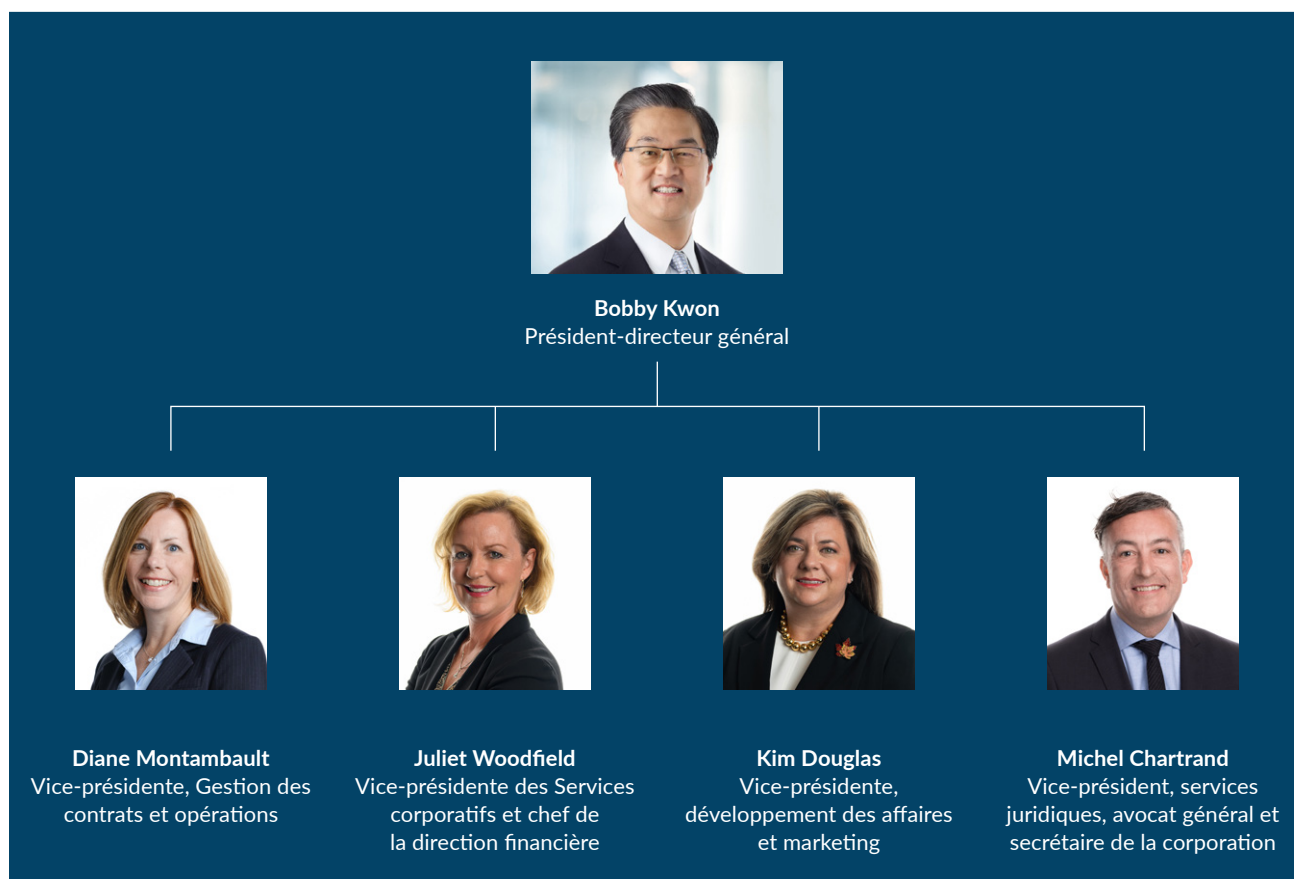 Bobby Kwon
Président-directeur général
Diane Montambault
Vice-présidente, Gestion des
contrats et opérations
Juliet Woodfield
Vice-présidente des Services
corporatifs et chef de
la direction financière
Kim Douglas
Vice-présidente,
développement des affaires
et marketing
Michel Chartrand
Vice-président, services
juridiques, avocat général et
secrétaire de la corporation